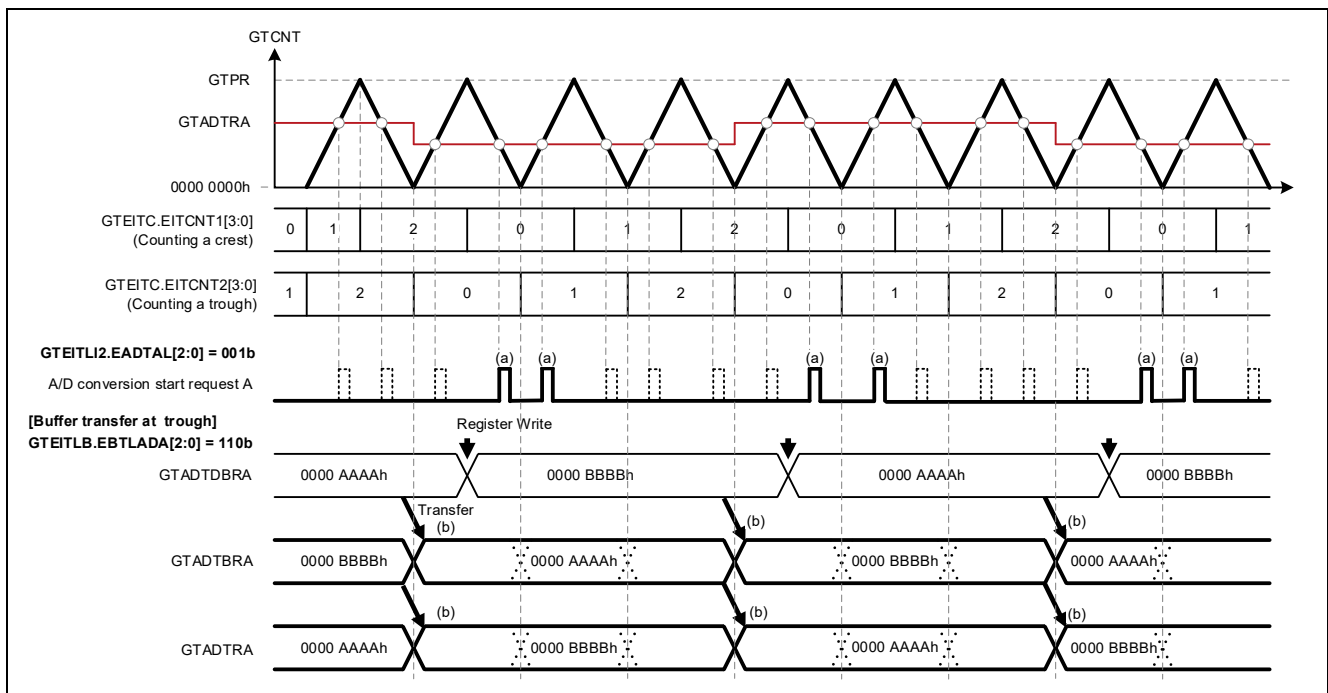 GTCNT
GTPR
GTADTRA
0000 0000h
GTEITC.EITCNT1[3:0]
(Counting a crest)
0 1 2 0 1 2 0 1 2 0 1
GTEITC.EITCNT2[3:0]
(Counting a trough)
1 2 0 1 2 0 1 2 0 1
GTEITLI2.EADTAL[2:0] = 001b
(a) (a) (a) (a) (a) (a)
A/D conversion start request A
[Buffer transfer at trough]
GTEITLB.EBTLADA[2:0] = 110b
Register Write
GTADTDBRA
0000 AAAAh 0000 BBBBh 0000 AAAAh 0000 BBBBh
Transfer
(b) (b) (b)
GTADTBRA
0000 BBBBh 0000 AAAAh 0000 BBBBh 0000 AAAAh
(b) (b) (b)
GTADTRA
0000 AAAAh 0000 BBBBh 0000 AAAAh 0000 BBBBh